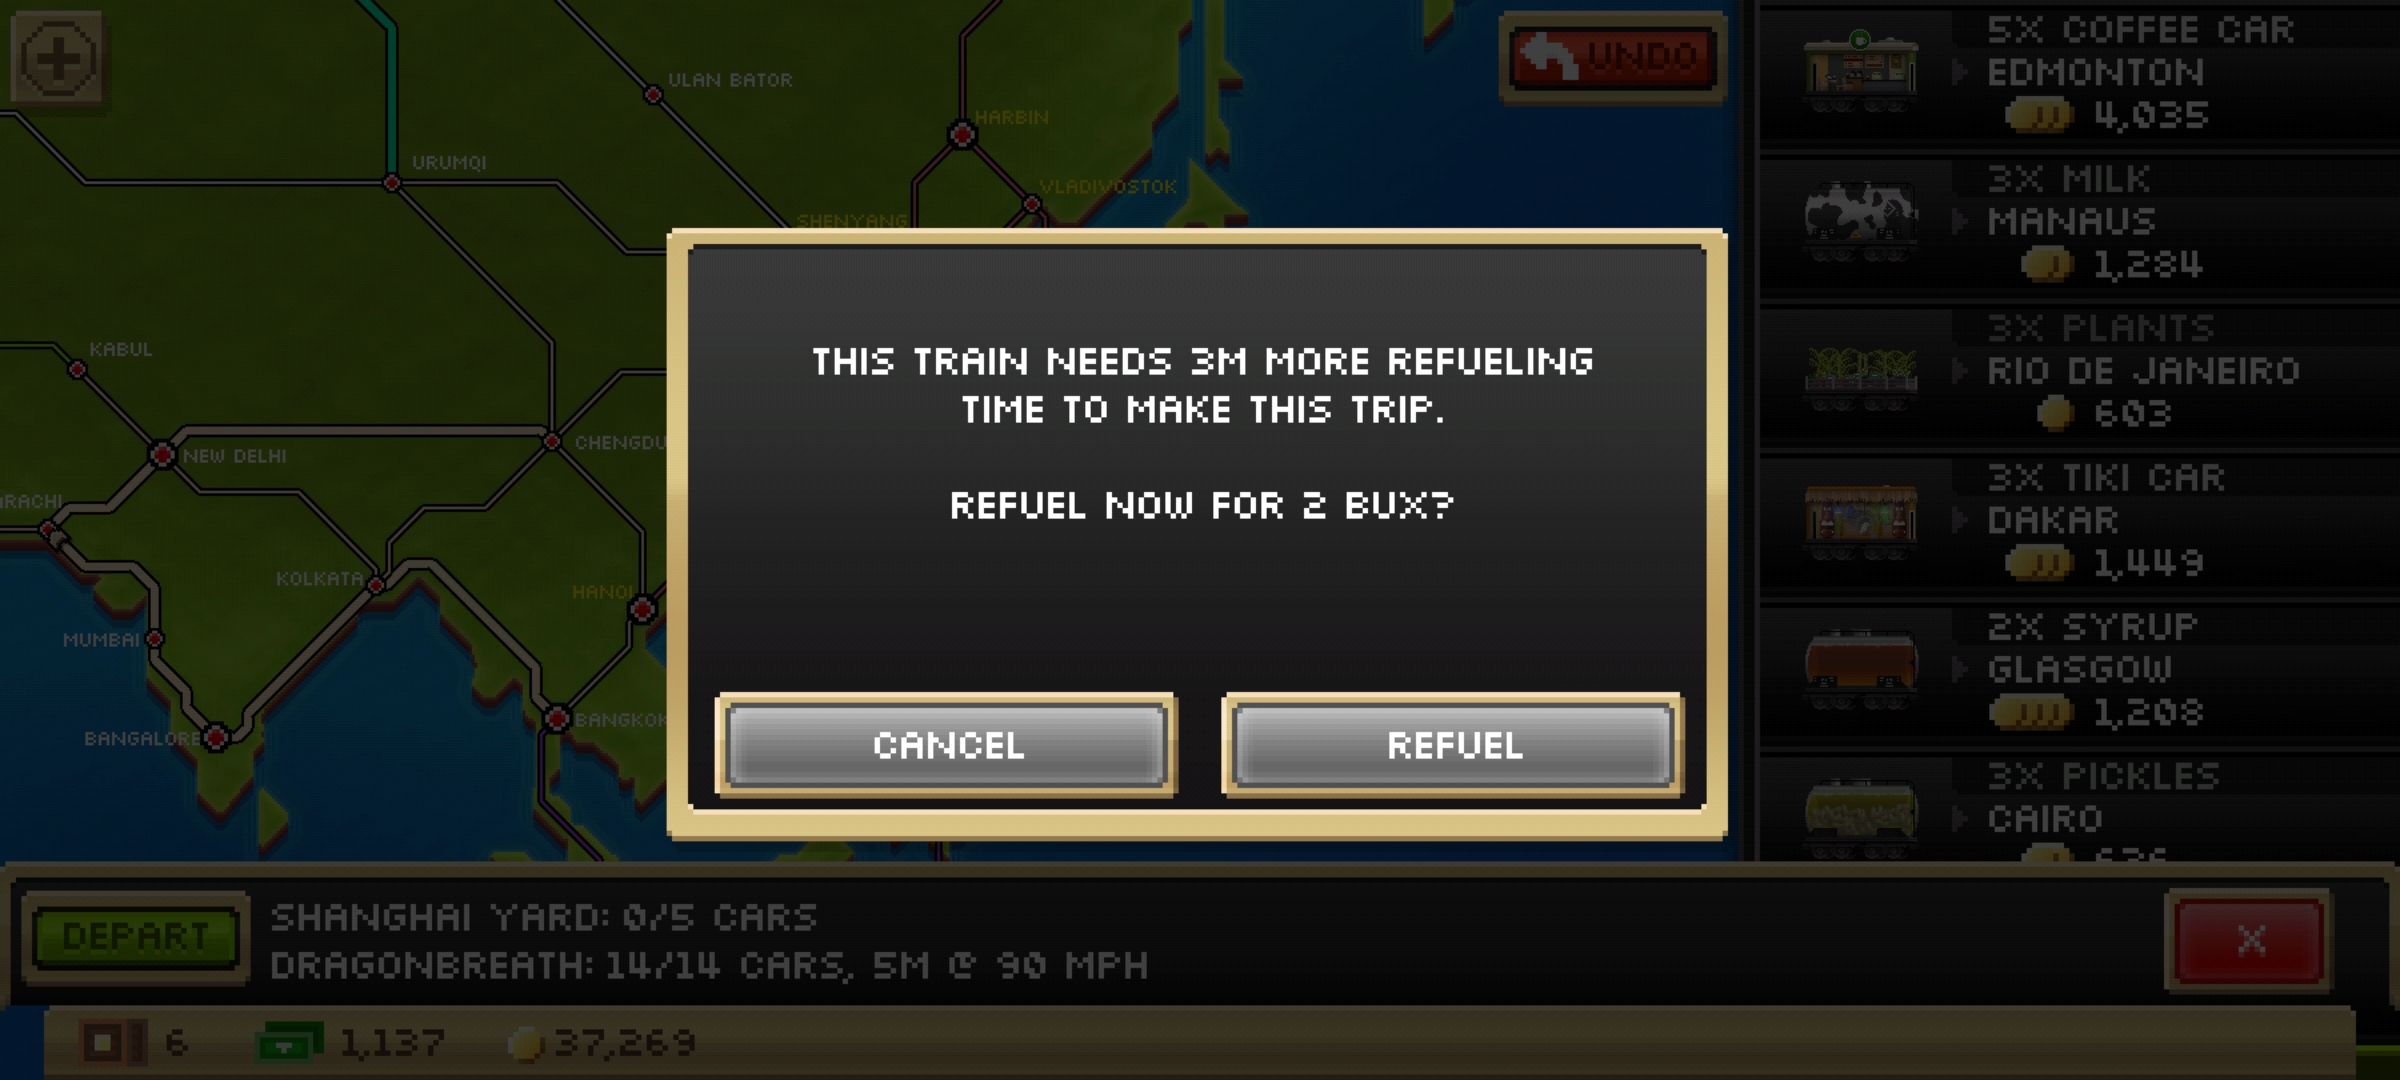 ULAN BATOR
UNDO
HARBIN
URUMQI
VLADIVOSTOK
SHENYANG
KABUL
NEW DELHI
CHENGDU
RACHI
KOLKATA
HANOI
MUMBAI
BANGALORE
BANGKOK
THIS TRAIN NEEDS 3M MORE REFUELING
TIME TO MAKE THIS TRIP.
REFUEL NOW FOR 2 BUX?
CANCEL
REFUEL
5X COFFEE CAR
EDMONTON
4,035
3X MILK
MANAUS
1,284
3X PLANTS
RIO DE JANEIRO
603
3X TIKI CAR
DAKAR
1,449
2X SYRUP
GLASGOW
1,208
3X PICKLES
CAIRO
DEPART
SHANGHAI YARD: 0/5 CARS
DRAGONBREATH: 14/14 CARS, 5M @ 90 MPH
X
6
1,137
37,269